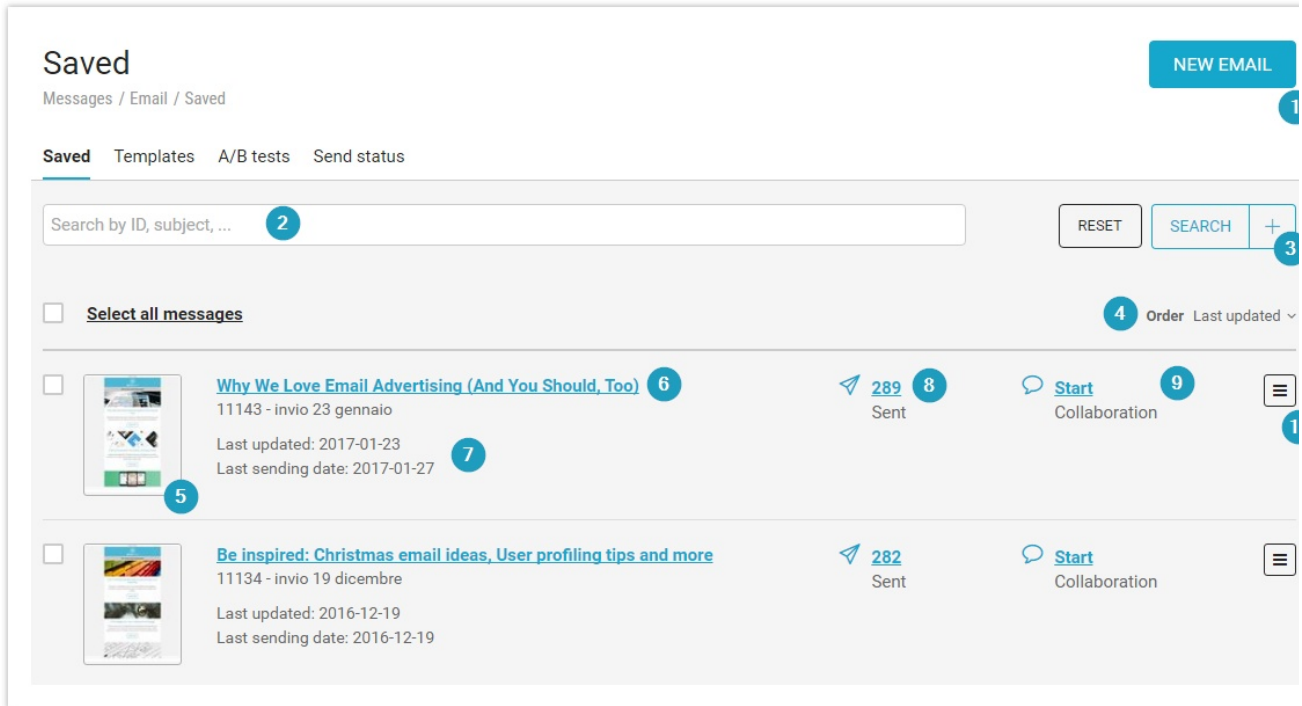 Saved
NEW EMAIL
Messages / Email / Saved
1
Saved Templates A/B tests Send status
Search by ID, subject, ... 2
RESET SEARCH +
3
Select all messages
4 Order Last updated
Why We Love Email Advertising (And You Should, Too) 6
11143 - invio 23 gennaio
Last updated: 2017-01-23
Last sending date: 2017-01-27
7
5
289 8
Sent
Start 9
Collaboration
1
Be inspired: Christmas email ideas, User profiling tips and more
11134 - invio 19 dicembre
Last updated: 2016-12-19
Last sending date: 2016-12-19
282
Sent
Start
Collaboration